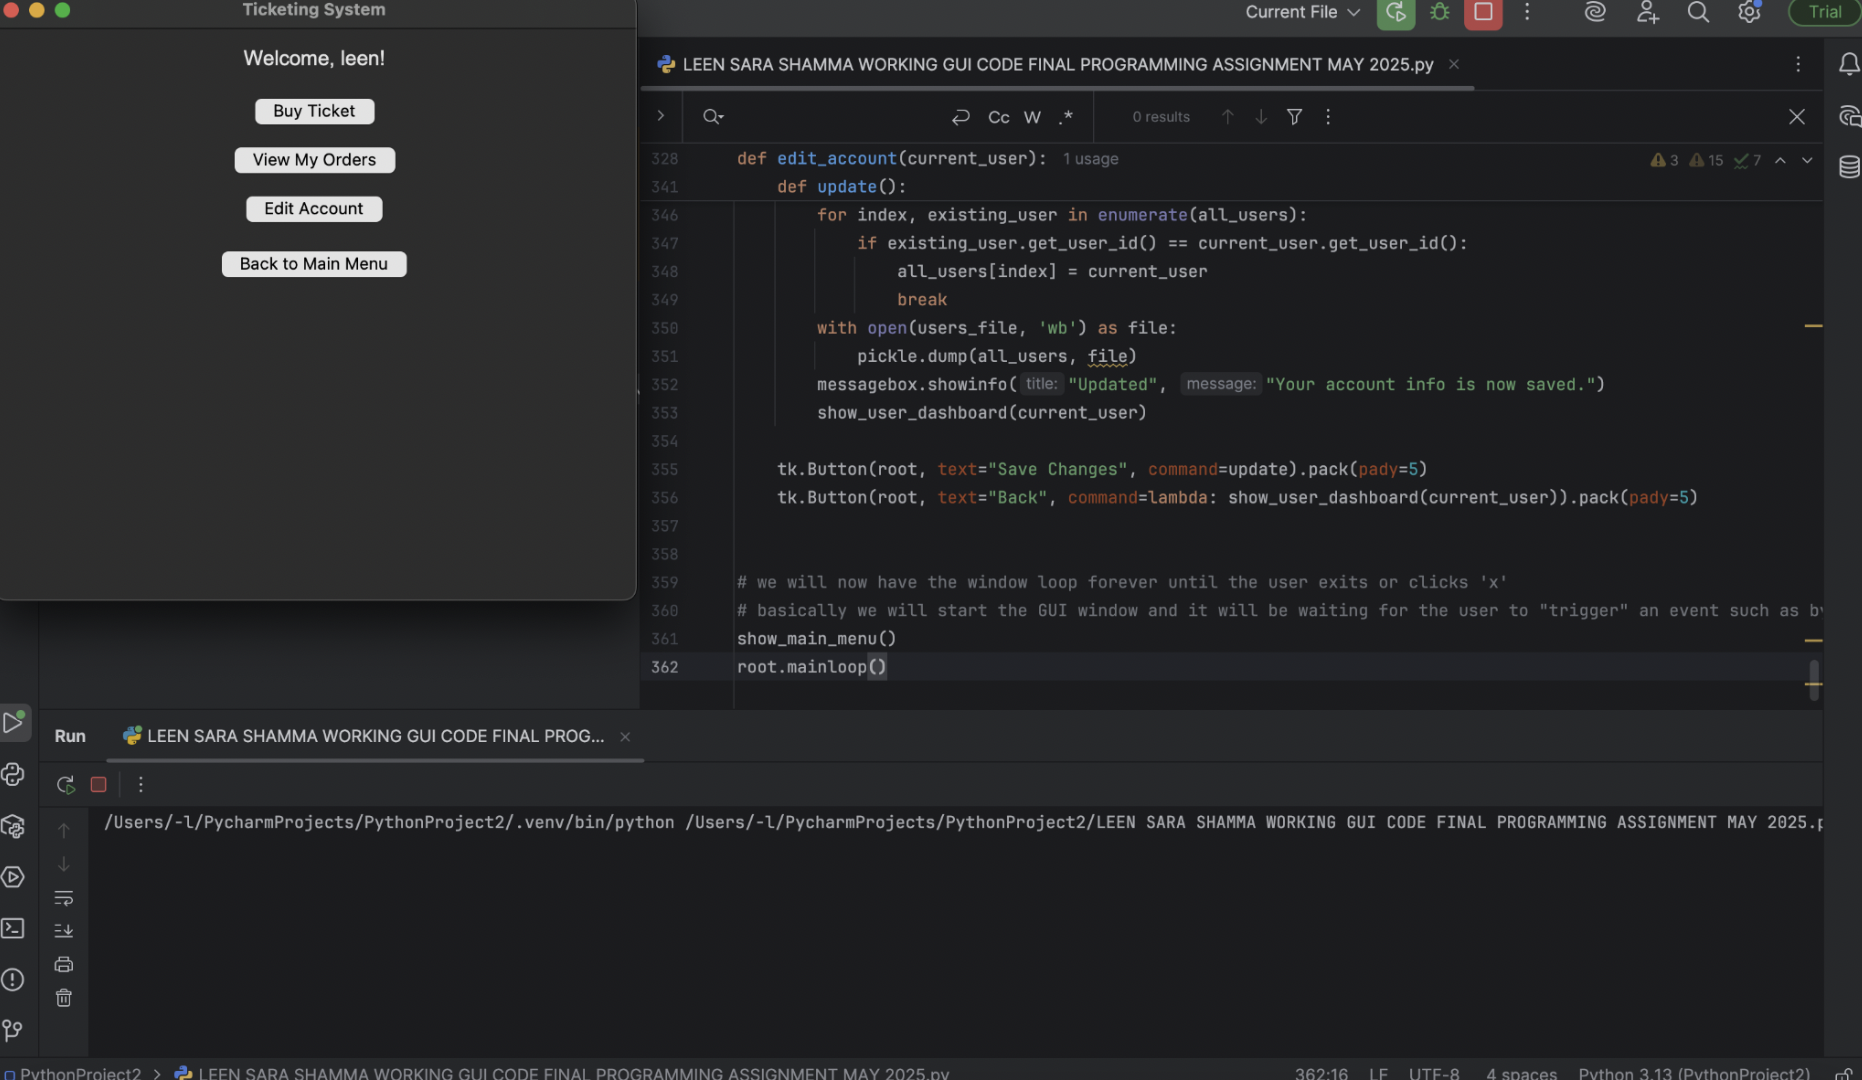 Ticketing System
Welcome, leen!
Buy Ticket
View My Orders
Edit Account
Back to Main Menu
Current File
Trial
LEEN SARA SHAMMA WORKING GUI CODE FINAL PROGRAMMING ASSIGNMENT MAY 2025.py
Cc W .* 0 results
328 def edit_account(current_user): 1 usage
3 15 7
341 def update():
346 for index, existing_user in enumerate(all_users):
347 if existing_user.get_user_id() == current_user.get_user_id():
348 all_users[index] = current_user
349 break
350 with open(users_file, 'wb') as file:
351 pickle.dump(all_users, file)
352 messagebox.showinfo( title: "Updated", message: "Your account info is now saved.")
353 show_user_dashboard(current_user)
354
355 tk.Button(root, text="Save Changes", command=update).pack(pady=5)
356 tk.Button(root, text="Back", command=lambda: show_user_dashboard(current_user)).pack(pady=5)
357
358
359 # we will now have the window loop forever until the user exits or clicks 'x'
360 # basically we will start the GUI window and it will be waiting for the user to "trigger" an event such as
361 show_main_menu()
362 root.mainloop()
Run LEEN SARA SHAMMA WORKING GUI CODE FINAL PROG...
/Users/-l/PycharmProjects/PythonProject2/.venv/bin/python /Users/-l/PycharmProjects/PythonProject2/LEEN SARA SHAMMA WORKING GUI CODE FINAL PROGRAMMING ASSIGNMENT MAY 2025.p
PythonProject2 > LEEN SARA SHAMMA WORKING GUI CODE FINAL PROGRAMMING ASSIGNMENT MAY 2025.py
362:16 LF UTF-8 4 spaces Python 3.13 (PythonProject2)